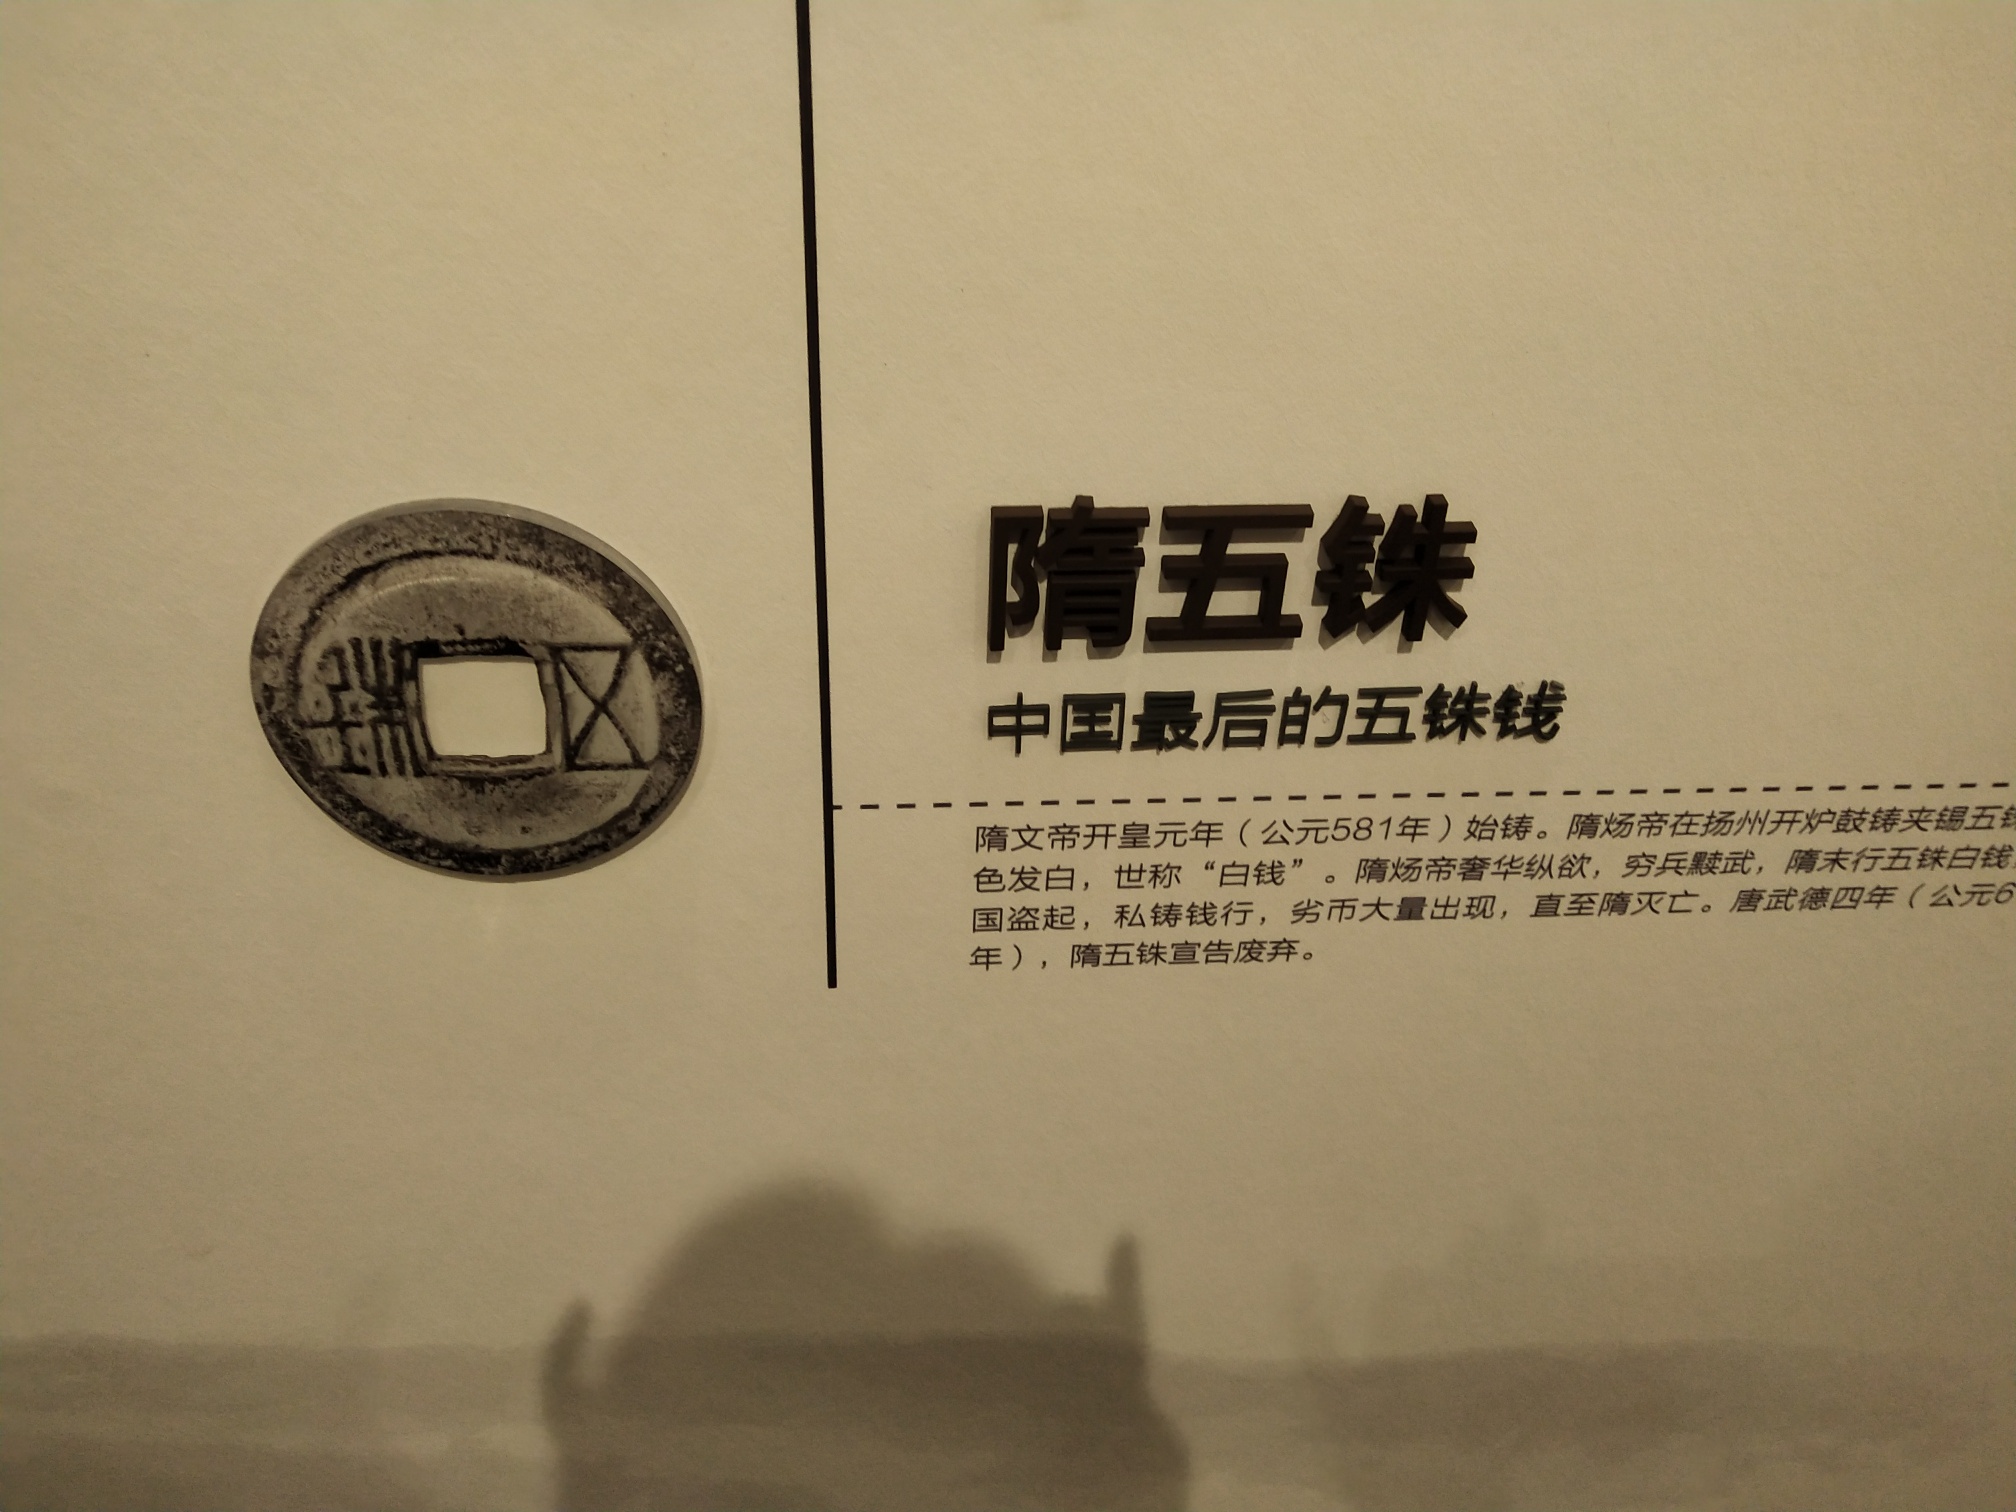 隋五铢
中国最后的五铢钱
隋文帝开皇元年（公元581年）始铸。隋炀帝在扬州开炉鼓铸夹锡五铢
色发白，世称“白钱”。隋炀帝奢华纵欲，穷兵黩武，隋末行五铢白钱，
国盗起，私铸钱行，劣币大量出现，直至隋灭亡。唐武德四年（公元6
年），隋五铢宣告废弃。
五铢